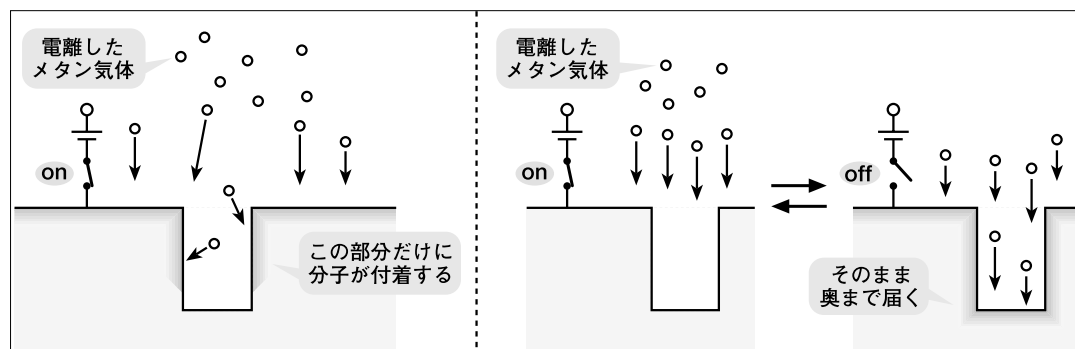 電離した
メタン気体
on
この部分だけに
分子が付着する
電離した
メタン気体
on
off
そのまま
奥まで届く